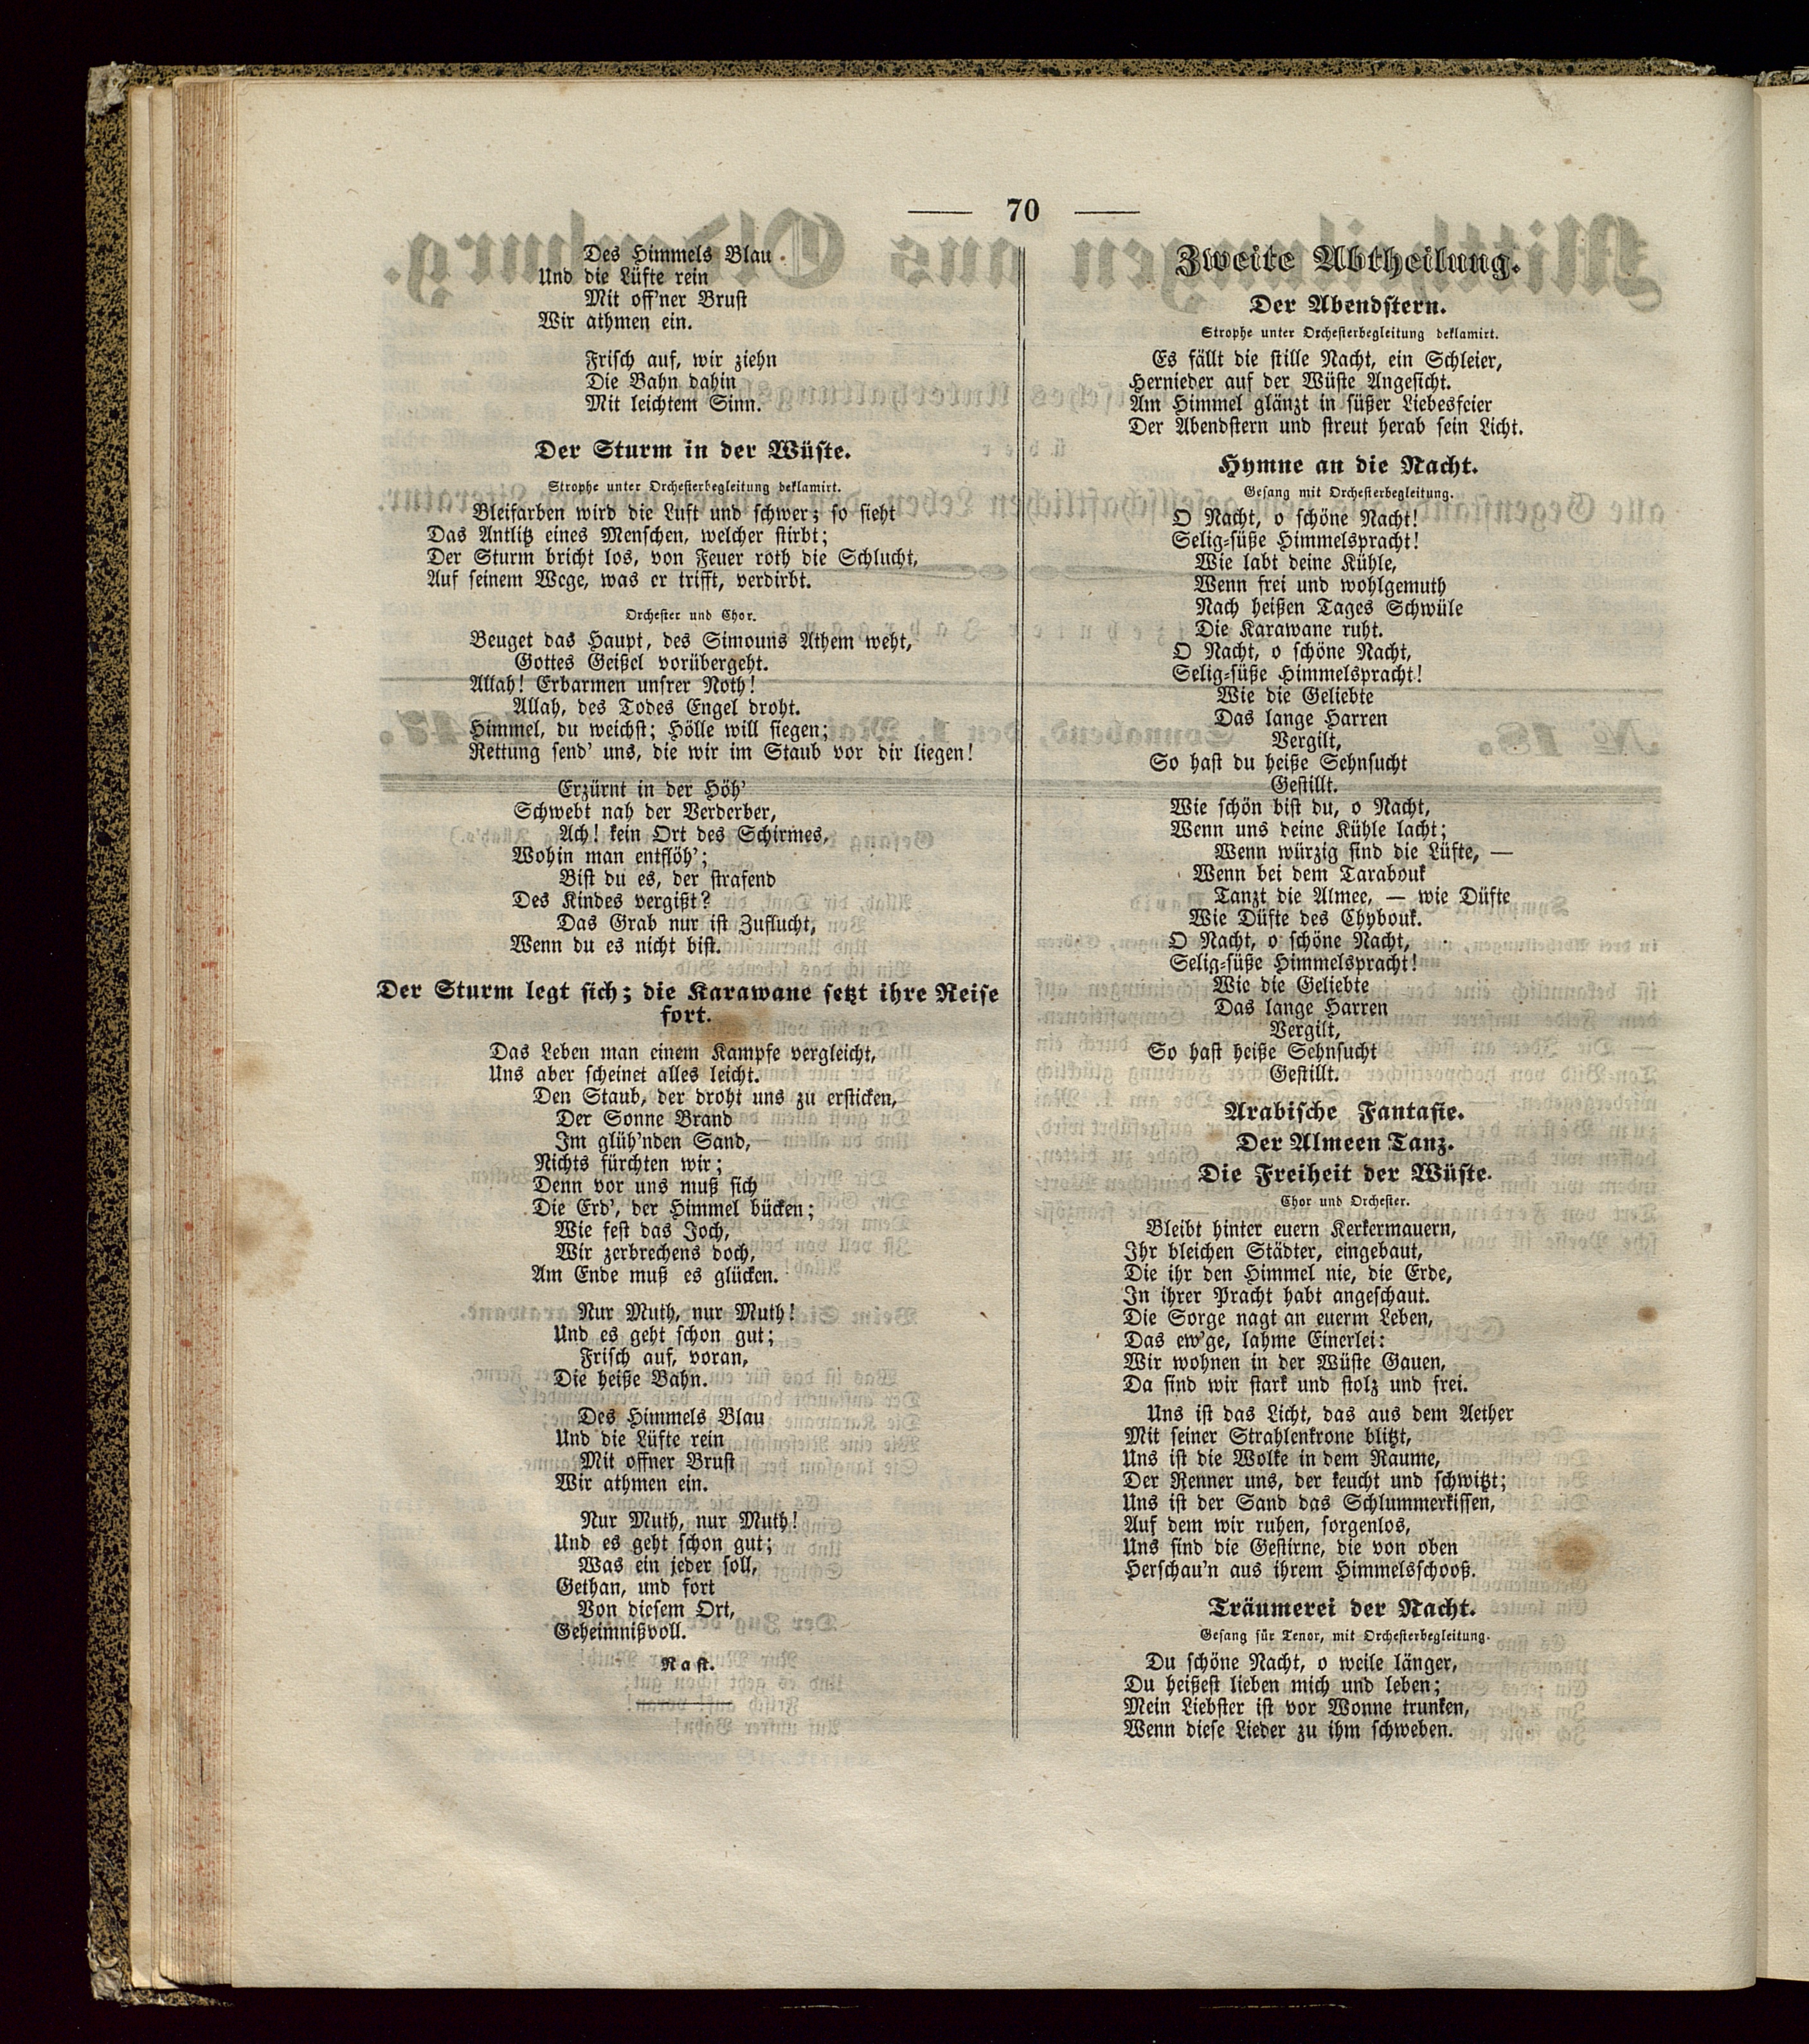 70
Des Himmels Blau
Und die Lüfte rein
Mit off'ner Brust
Wir athmen ein.
Frisch auf, wir ziehn
Die Bahn dahin
Mit leichtem Sinn.
Der Sturm in der Wüste.
Strophe unter Orchesterbegleitung deklamirt.
Bleifarben wird die Luft und schwer; so sieht
Das Antlitz eines Menschen, welcher stirbt;
Der Sturm bricht los, von Feuer roth die Schlucht,
Auf seinem Wege, was er trifft, verdirbt.
Orchester und Chor.
Beuget das Haupt, des Simouns Athem weht,
Gottes Geißel vorübergeht.
Allah! Erbarmen unsrer Noth!
Allah, des Todes Engel droht.
Himmel, du weichst; Hölle will siegen;
Rettung send' uns, die wir im Staub vor dir liegen!
Erzürnt in der Höh'
Schwebt nah der Verderber,
Ach! kein Ort des Schirmes,
Wohin man entflöh';
Bist du es, der strafend
Des Kindes vergißt?
Das Grab nur ist Zuflucht,
Wenn du es nicht bist.
Der Sturm legt sich; die Karawane setzt ihre Reise
fort.
Das Leben man einem Kampfe vergleicht,
Uns aber scheinet alles leicht.
Den Staub, der droht uns zu ersticken,
Der Sonne Brand
Im glüh'nden Sand,
Nichts fürchten wir;
Denn vor uns muß sich
Die Erd', der Himmel bücken;
Wie fest das Joch,
Wir zerbrechens doch,
Am Ende muß es glücken.
Nur Muth, nur Muth!
Und es geht schon gut;
Frisch auf, voran,
Die heiße Bahn.
Des Himmels Blau
Und die Lüfte rein
Mit offner Brust
Wir athmen ein.
Nur Muth, nur Muth!
Und es geht schon gut;
Was ein jeder soll,
Gethan, und fort
Von diesem Ort,
Geheimnißvoll.
Rast.
Zweite Abtheilung.
Der Abendstern.
Strophe unter Orchesterbegleitung deklamirt.
Es fällt die stille Nacht, ein Schleier,
Hernieder auf der Wüste Angesicht.
Am Himmel glänzt in süßer Liebesfeier
Der Abendstern und streut herab sein Licht.
Hymne an die Nacht.
Gesang mit Orchesterbegleitung.
O Nacht, o schöne Nacht!
Selig-süße Himmelspracht!
Wie labt deine Kühle,
Wenn frei und wohlgemuth
Nach heißen Tages Schwüle
Die Karawane ruht.
O Nacht, o schöne Nacht,
Selig-süße Himmelspracht!
Wie die Geliebte
Das lange Harren
Vergilt,
So hast du heiße Sehnsucht
Gestillt.
Wie schön bist du, o Nacht,
Wenn uns deine Kühle lacht;
Wenn würzig sind die Lüfte, —
Wenn bei dem Tarabouk
Tanzt die Almee, — wie Düfte
Wie Düfte des Chybouk.
O Nacht, o schöne Nacht,
Selig-süße Himmelspracht!
Wie die Geliebte
Das lange Harren
Vergilt,
So hast heiße Sehnsucht
Gestillt.
Arabische Fantasie.
Der Almeen Tanz.
Die Freiheit der Wüste.
Chor und Orchester.
Bleibt hinter euern Kerkermauern,
Ihr bleichen Städter, eingebaut,
Die ihr den Himmel nie, die Erde,
In ihrer Pracht habt angeschaut.
Die Sorge nagt an euerm Leben,
Das ew'ge, lahme Einerlei:
Wir wohnen in der Wüste Gauen,
Da sind wir stark und stolz und frei.
Uns ist das Licht, das aus dem Aether
Mit seiner Strahlenkrone blitzt,
Uns ist die Wolke in dem Raume,
Der Renner uns, der keucht und schwitzt;
Uns ist der Sand das Schlummerkissen,
Auf dem wir ruhen, sorgenlos,
Uns sind die Gestirne, die von oben
Herschau'n aus ihrem Himmelsschooß.
Träumerei der Nacht.
Gesang für Tenor, mit Orchesterbegleitung.
Du schöne Nacht, o weile länger,
Du heißest lieben mich und leben;
Mein Liebster ist vor Wonne trunken,
Wenn diese Lieder zu ihm schweben.